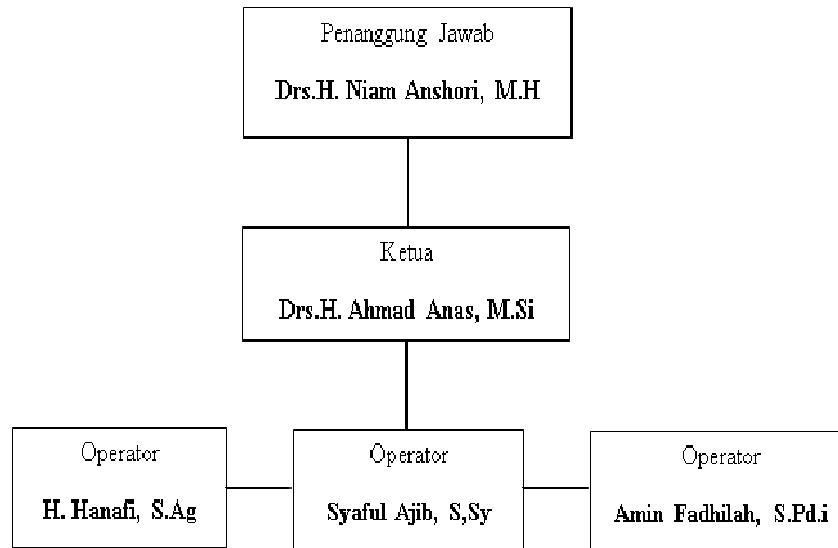 Penanggung Jawab
Drs.H. Niam Anshori, M.H
Ketua
Drs.H. Ahmad Anas, M.Si
Operator
H. Hanafi, S.Ag
Operator
Syaful Ajib, S,Sy
Operator
Amin Fadhilah, S.Pd.i